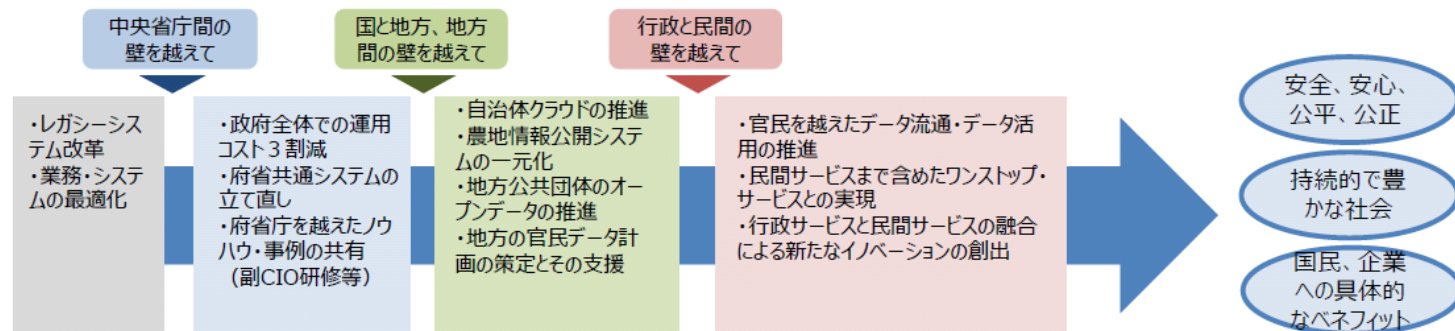 中央省庁間の
壁を越えて
国と地方、地方
間の壁を越えて
行政と民間の
壁を越えて
・レガシーシス
テム改革
・業務・システ
ムの最適化
・政府全体での運用
コスト３割減
・府省共通システムの
立て直し
・府省庁を越えたノウ
ハウ・事例の共有
（副CIO研修等）
・自治体クラウドの推進
・農地情報公開システ
ムの一元化
・地方公共団体のオー
プンデータの推進
・地方の官民データ計
画の策定とその支援
・官民を越えたデータ流通・データ活
用の推進
・民間サービスまで含めたワンストップ・
サービスとの実現
・行政サービスと民間サービスの融合
による新たなイノベーションの創出
安全、安心、
公平、公正
持続的で豊
かな社会
国民、企業
への具体的
なベネフィット